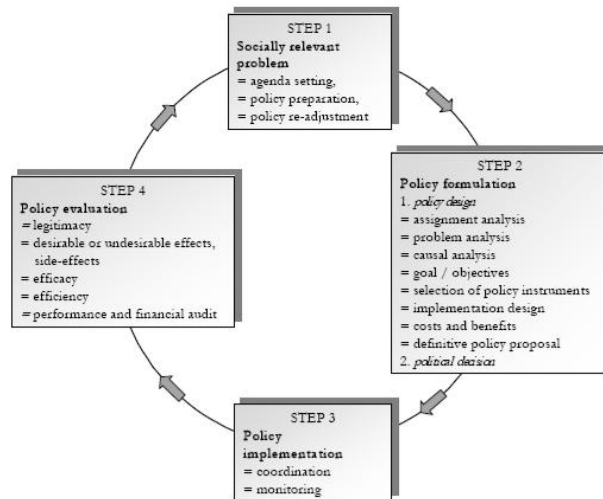 STEP 1
Socially relevant
problem
= agenda setting,
= policy preparation,
= policy re-adjustment
STEP 2
Policy formulation
1. policy design
= assignment analysis
= problem analysis
= causal analysis
= goal / objectives
= selection of policy instruments
= implementation design
= costs and benefits
= definitive policy proposal
2. political decision
STEP 3
Policy
implementation
= coordination
= monitoring
STEP 4
Policy evaluation
= legitimacy
= desirable or undesirable effects,
side-effects
= efficacy
= efficiency
= performance and financial audit